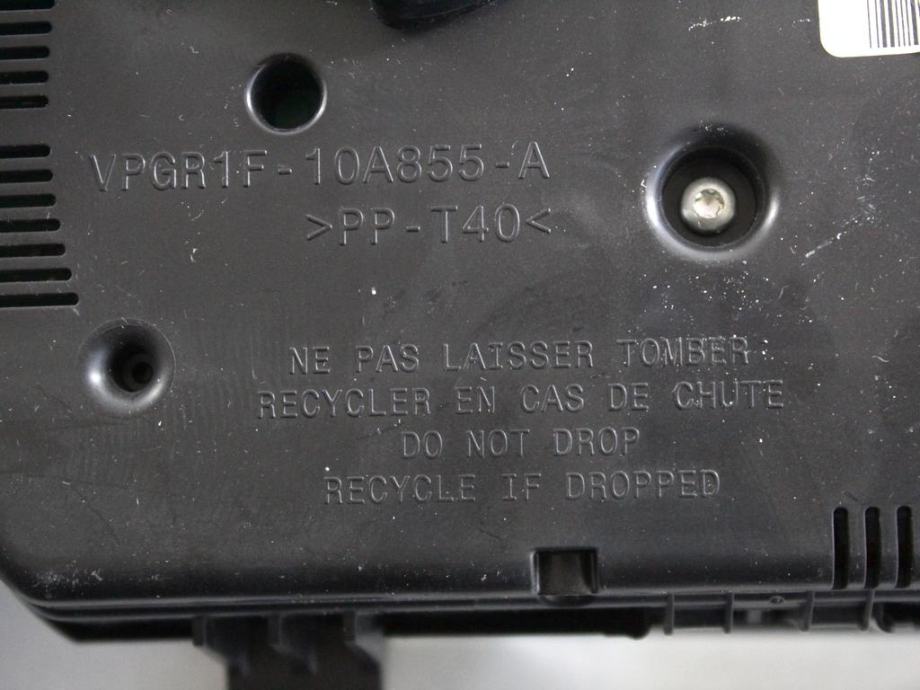 VPGR1F-10A855-A
>PP-T40<
NE PAS LAISSER TOMBER
RECYCLER EN CAS DE CHUTE
DO NOT DROP
RECYCLE IF DROPPED